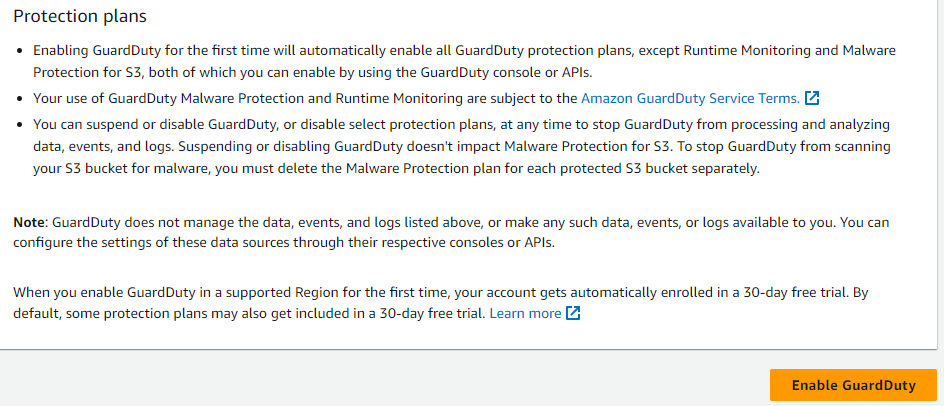 Protection plans
Enabling GuardDuty for the first time will automatically enable all GuardDuty protection plans, except Runtime Monitoring and Malware
Protection for S3, both of which you can enable by using the GuardDuty console or APIs.
Your use of GuardDuty Malware Protection and Runtime Monitoring are subject to the Amazon GuardDuty Service Terms.
You can suspend or disable GuardDuty, or disable select protection plans, at any time to stop GuardDuty from processing and analyzing
data, events, and logs. Suspending or disabling GuardDuty doesn't impact Malware Protection for S3. To stop GuardDuty from scanning
your S3 bucket for malware, you must delete the Malware Protection plan for each protected S3 bucket separately.
Note: GuardDuty does not manage the data, events, and logs listed above, or make any such data, events, or logs available to you. You can
configure the settings of these data sources through their respective consoles or APIs.
When you enable GuardDuty in a supported Region for the first time, your account gets automatically enrolled in a 30-day free trial. By
default, some protection plans may also get included in a 30-day free trial. Learn more
Enable GuardDuty